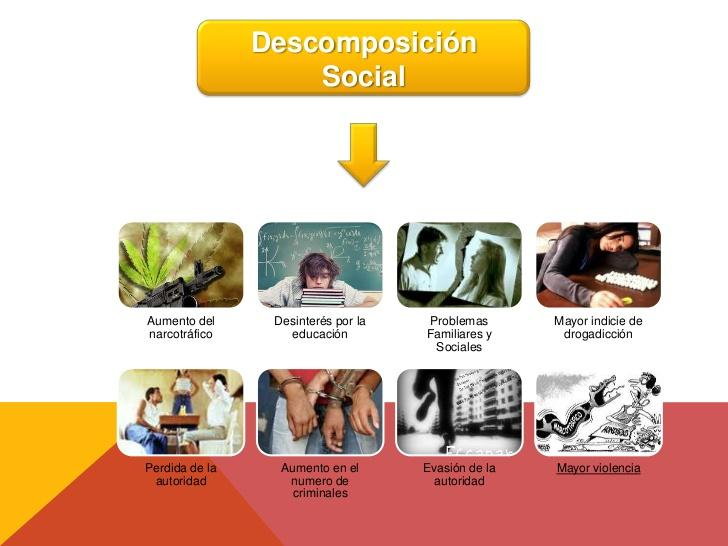 Descomposición
Social
Aumento del
narcotráfico
Desinterés por la
educación
Problemas
Familiares y
Sociales
Mayor indicie de
drogadicción
Perdida de la
autoridad
Aumento en el
numero de
criminales
Evasión de la
autoridad
Mayor violencia